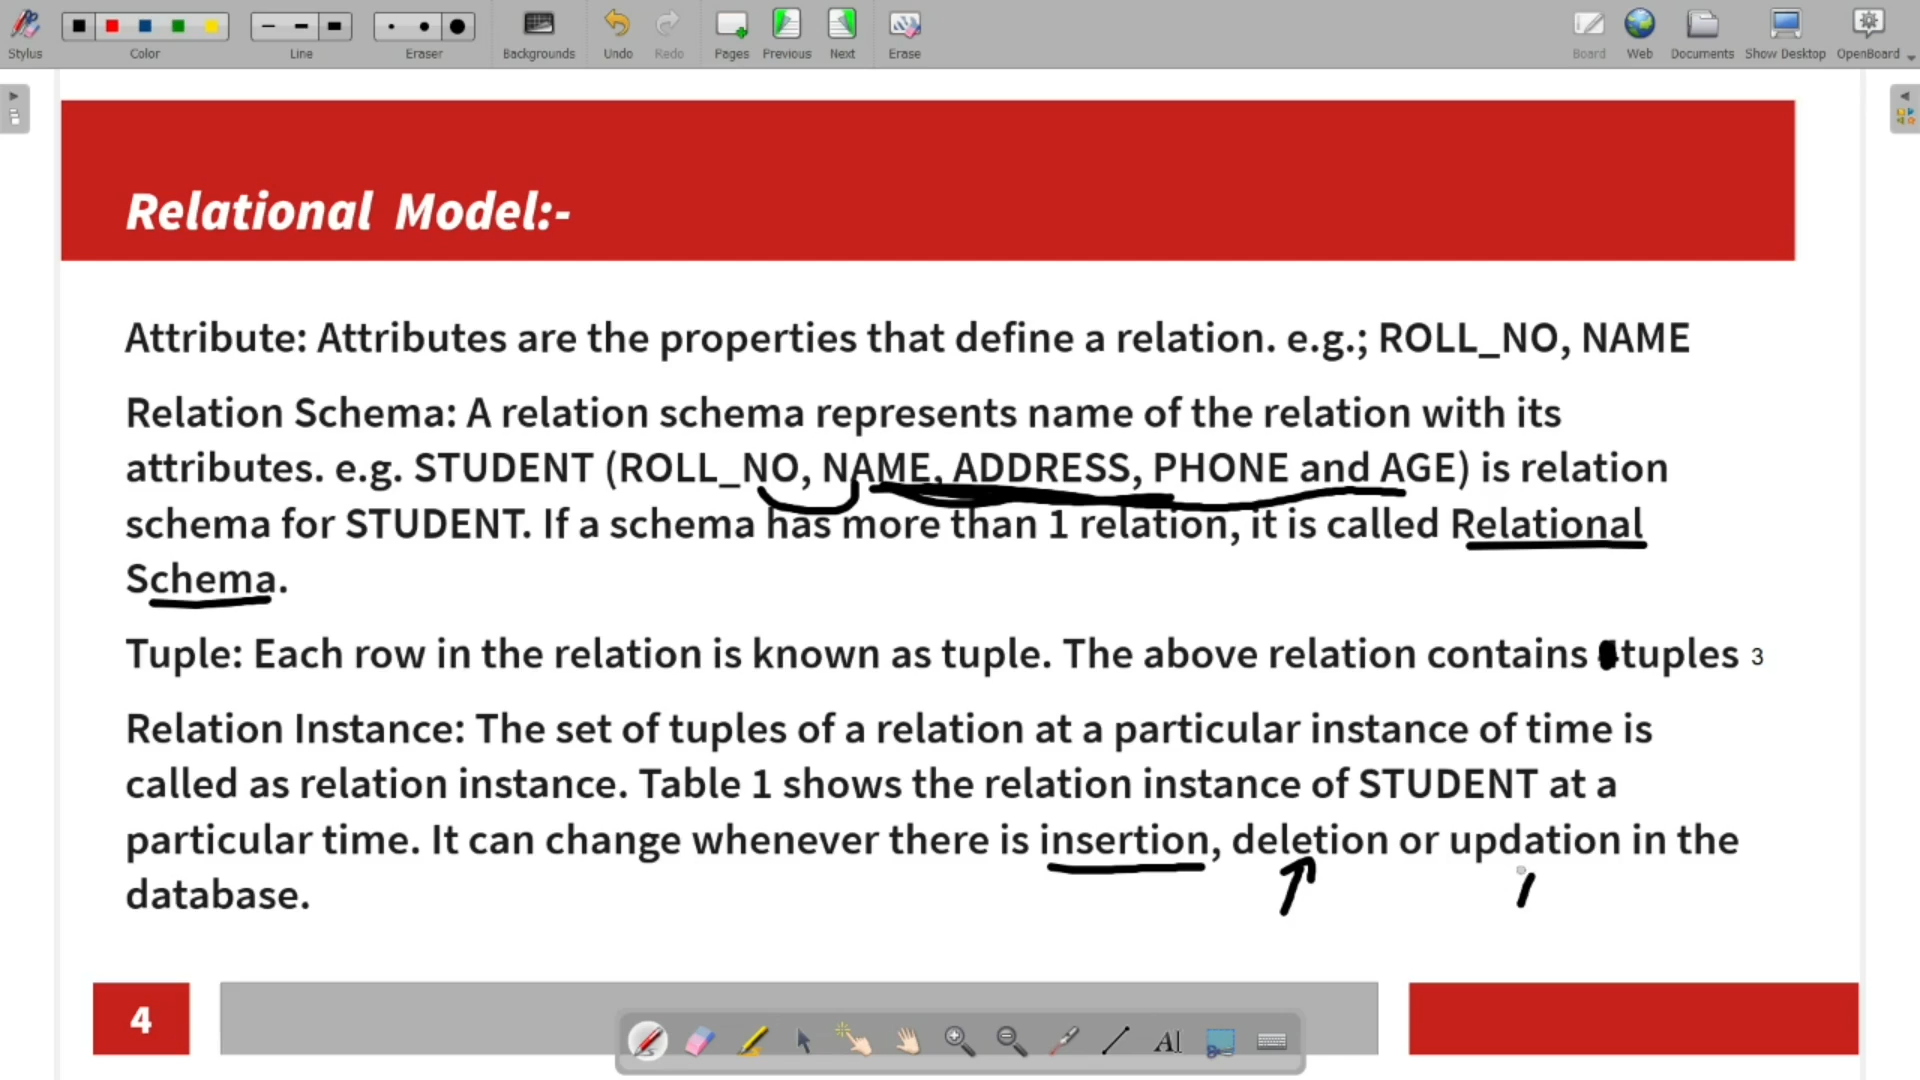 Stylus Color Line Eraser Backgrounds Undo Redo Pages Previous Next Erase Board Web Documents Show Desktop OpenBoard
Relational Model:-
Attribute: Attributes are the properties that define a relation. e.g.; ROLL_NO, NAME
Relation Schema: A relation schema represents name of the relation with its
attributes. e.g. STUDENT (ROLL_NO, NAME, ADDRESS, PHONE and AGE) is relation
schema for STUDENT. If a schema has more than 1 relation, it is called Relational
Schema.
Tuple: Each row in the relation is known as tuple. The above relation contains tuples 3
Relation Instance: The set of tuples of a relation at a particular instance of time is
called as relation instance. Table 1 shows the relation instance of STUDENT at a
particular time. It can change whenever there is insertion, deletion or updation in the
database.
4
AI